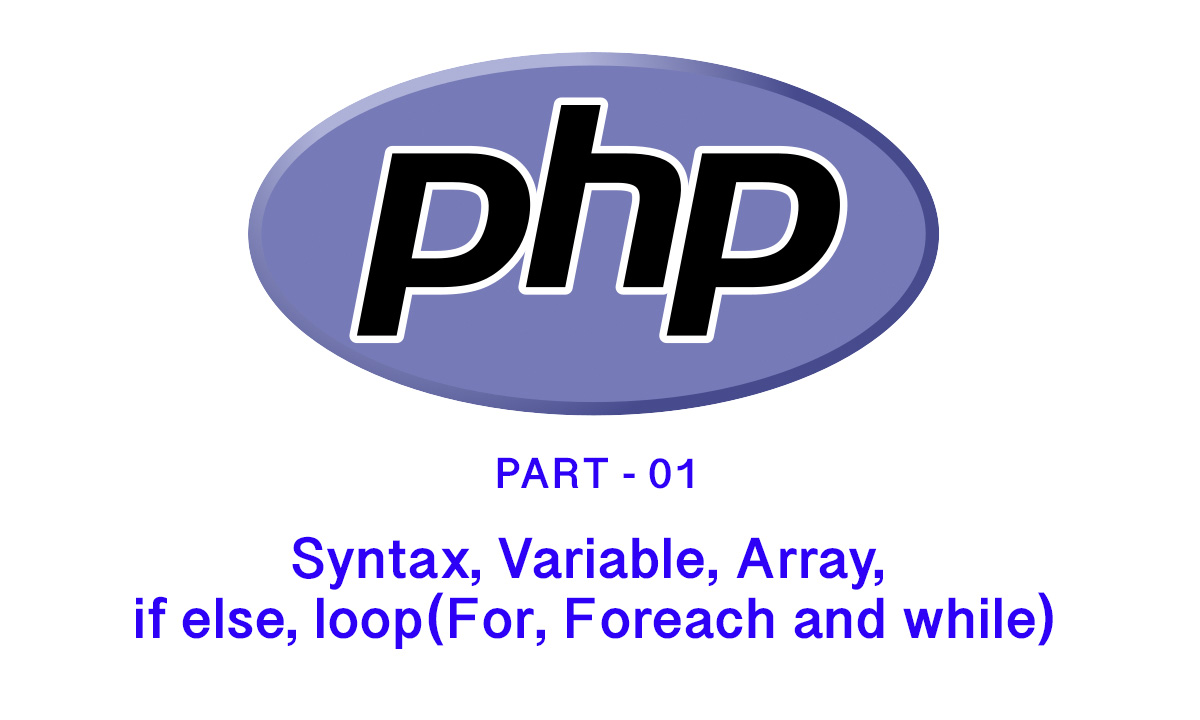 php
PART - 01
Syntax, Variable, Array,
if else, loop(For, Foreach and while)